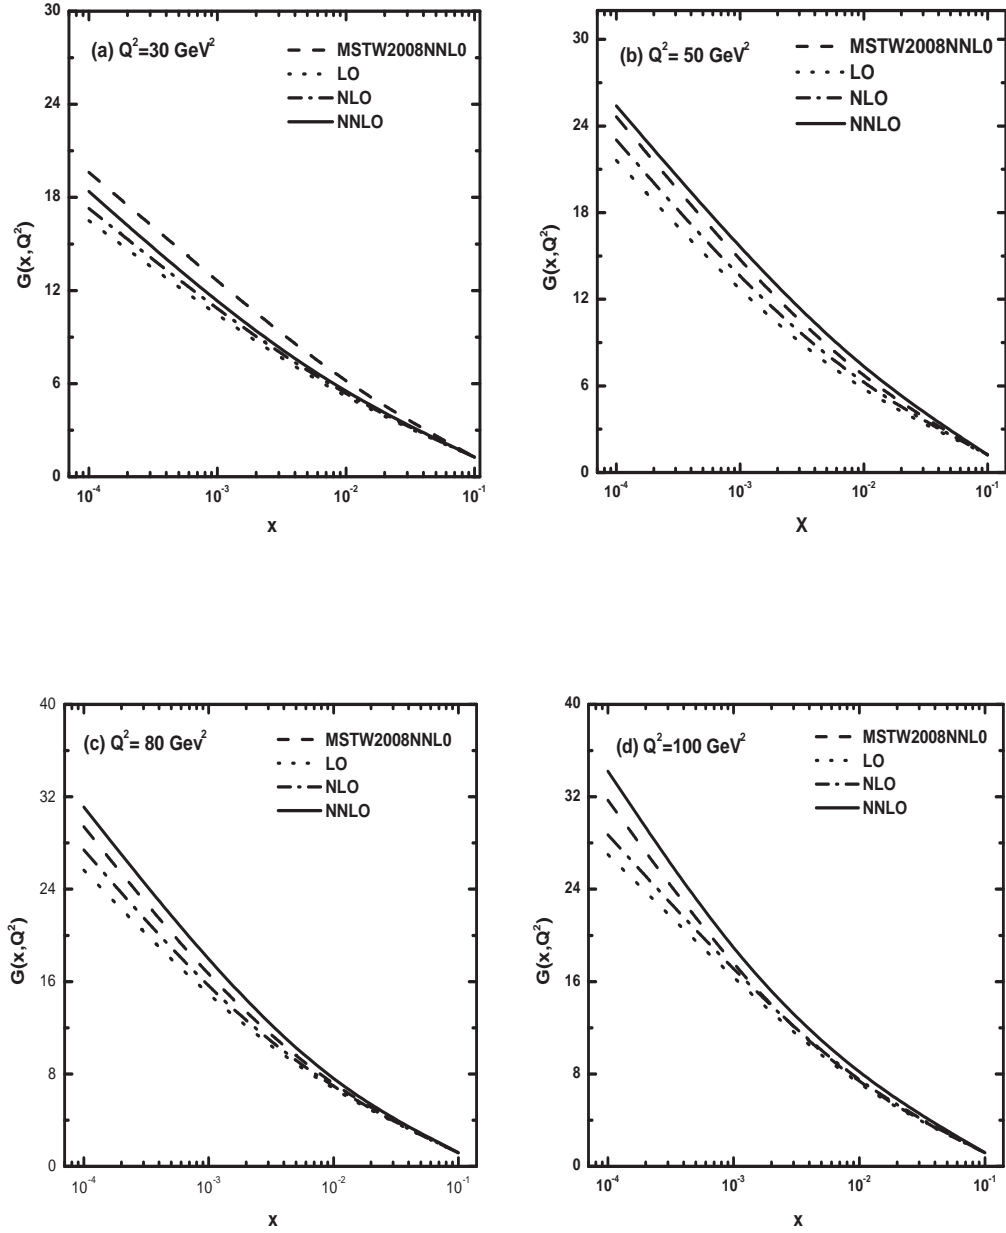 (a) Q²=30 GeV²
MSTW2008NNL0
LO
NLO
NNLO
30
24
18
12
6
0
G(x,Q²)
10⁻⁴ 10⁻³ 10⁻² 10⁻¹
x
(b) Q²= 50 GeV²
MSTW2008NNL0
LO
NLO
NNLO
30
24
18
12
6
0
G(x,Q²)
10⁻⁴ 10⁻³ 10⁻² 10⁻¹
X
(c) Q²= 80 GeV²
MSTW2008NNL0
LO
NLO
NNLO
40
32
24
16
8
0
G(x,Q²)
10⁻⁴ 10⁻³ 10⁻² 10⁻¹
x
(d) Q²=100 GeV²
MSTW2008NNL0
LO
NLO
NNLO
40
32
24
16
8
0
G(x,Q²)
10⁻⁴ 10⁻³ 10⁻² 10⁻¹
x